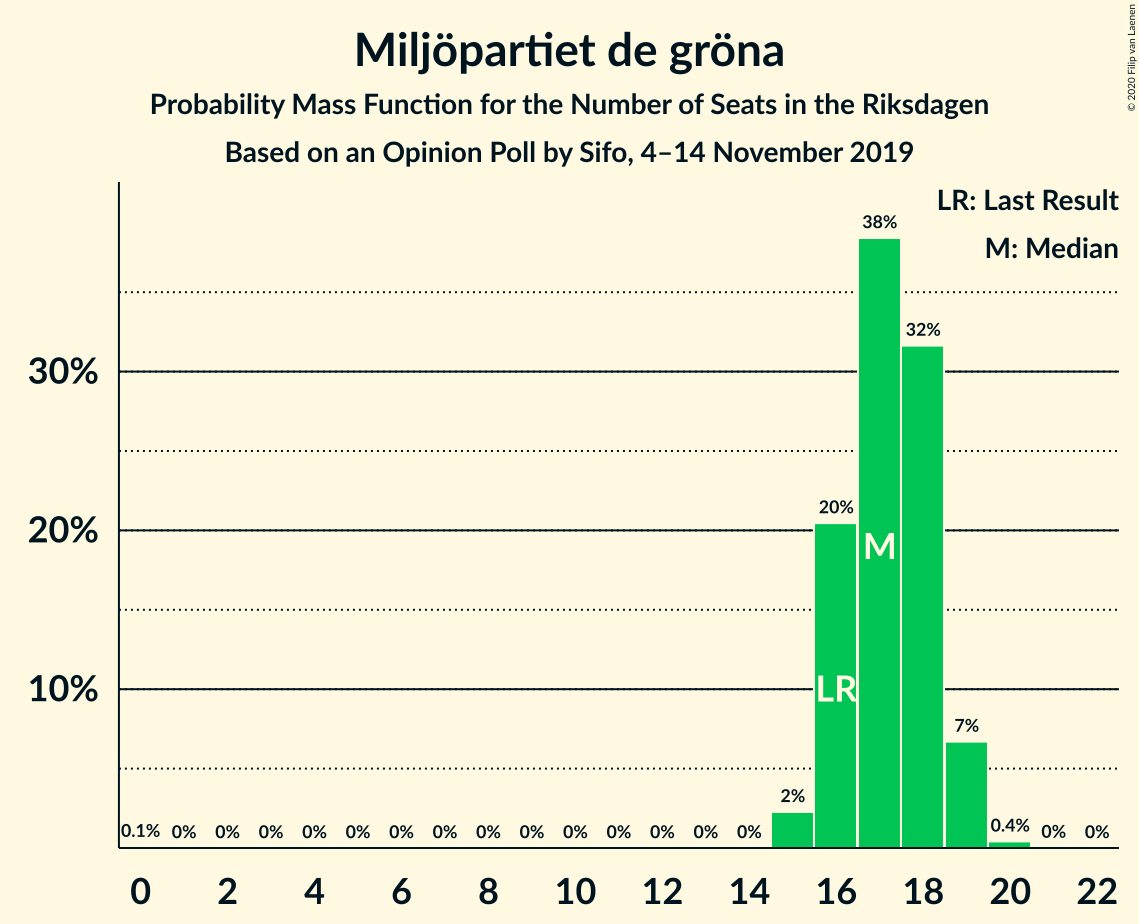 Miljöpartiet de gröna
Probability Mass Function for the Number of Seats in the Riksdagen
Based on an Opinion Poll by Sifo, 4–14 November 2019
© 2020 Filip van Laenen
LR: Last Result
M: Median
38%
32%
30%
20%
20%
M
10%
LR
7%
2%
0.1% 0% 0% 0% 0% 0% 0% 0% 0% 0% 0% 0% 0% 0% 0% 0.4% 0% 0%
0 2 4 6 8 10 12 14 16 18 20 22